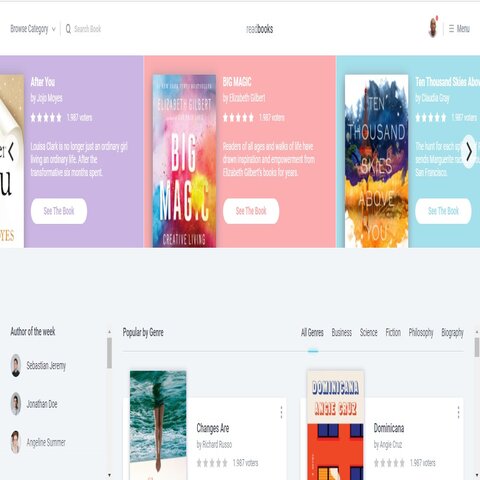 Browse Category
Search Book
readbooks
Menu
er
u
OYES
After You
by Jojo Moyes
1.987 voters
Louisa Clark is no longer just an ordinary girl
living an ordinary life. After the
transformative six months spent.
See The Book
ELIZABETH GILBERT
BIG
MAGIC
CREATIVE LIVING
BIG MAGIC
by Elizabeth Gilbert
1.987 voters
Readers of all ages and walks of life have
drawn inspiration and empowerment from
Elizabeth Gilbert's books for years.
See The Book
TEN
THOUSAND
SKIES
ABOVE
YOU
Ten Thousand Skies Above
by Claudia Gray
1.987 voters
The hunt for each sp
sends Marguerite rac
San Francisco.
See The Book
Author of the week
Sebastian Jeremy
Jonathan Doe
Angeline Summer
Popular by Genre
All Genres
Business
Science
Fiction
Philosophy
Biography
Changes Are
by Richard Russo
1.987 voters
DOMINICANA
ANGIE CRUZ
Dominicana
by Angie Cruz
1.987 voters